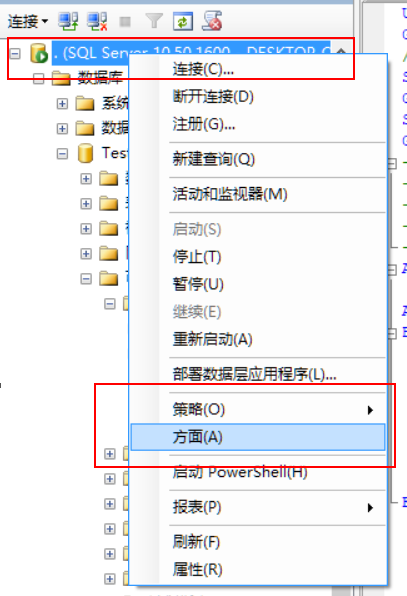 连接
. (SQL Server 10.50.1600
数据库
系统
数据
Test
连接(C)...
断开连接(D)
注册(G)...
新建查询(Q)
活动和监视器(M)
启动(S)
停止(T)
暂停(U)
继续(E)
重新启动(A)
部署数据层应用程序(L)...
策略(O)
方面(A)
启动 PowerShell(H)
报表(P)
刷新(F)
属性(R)